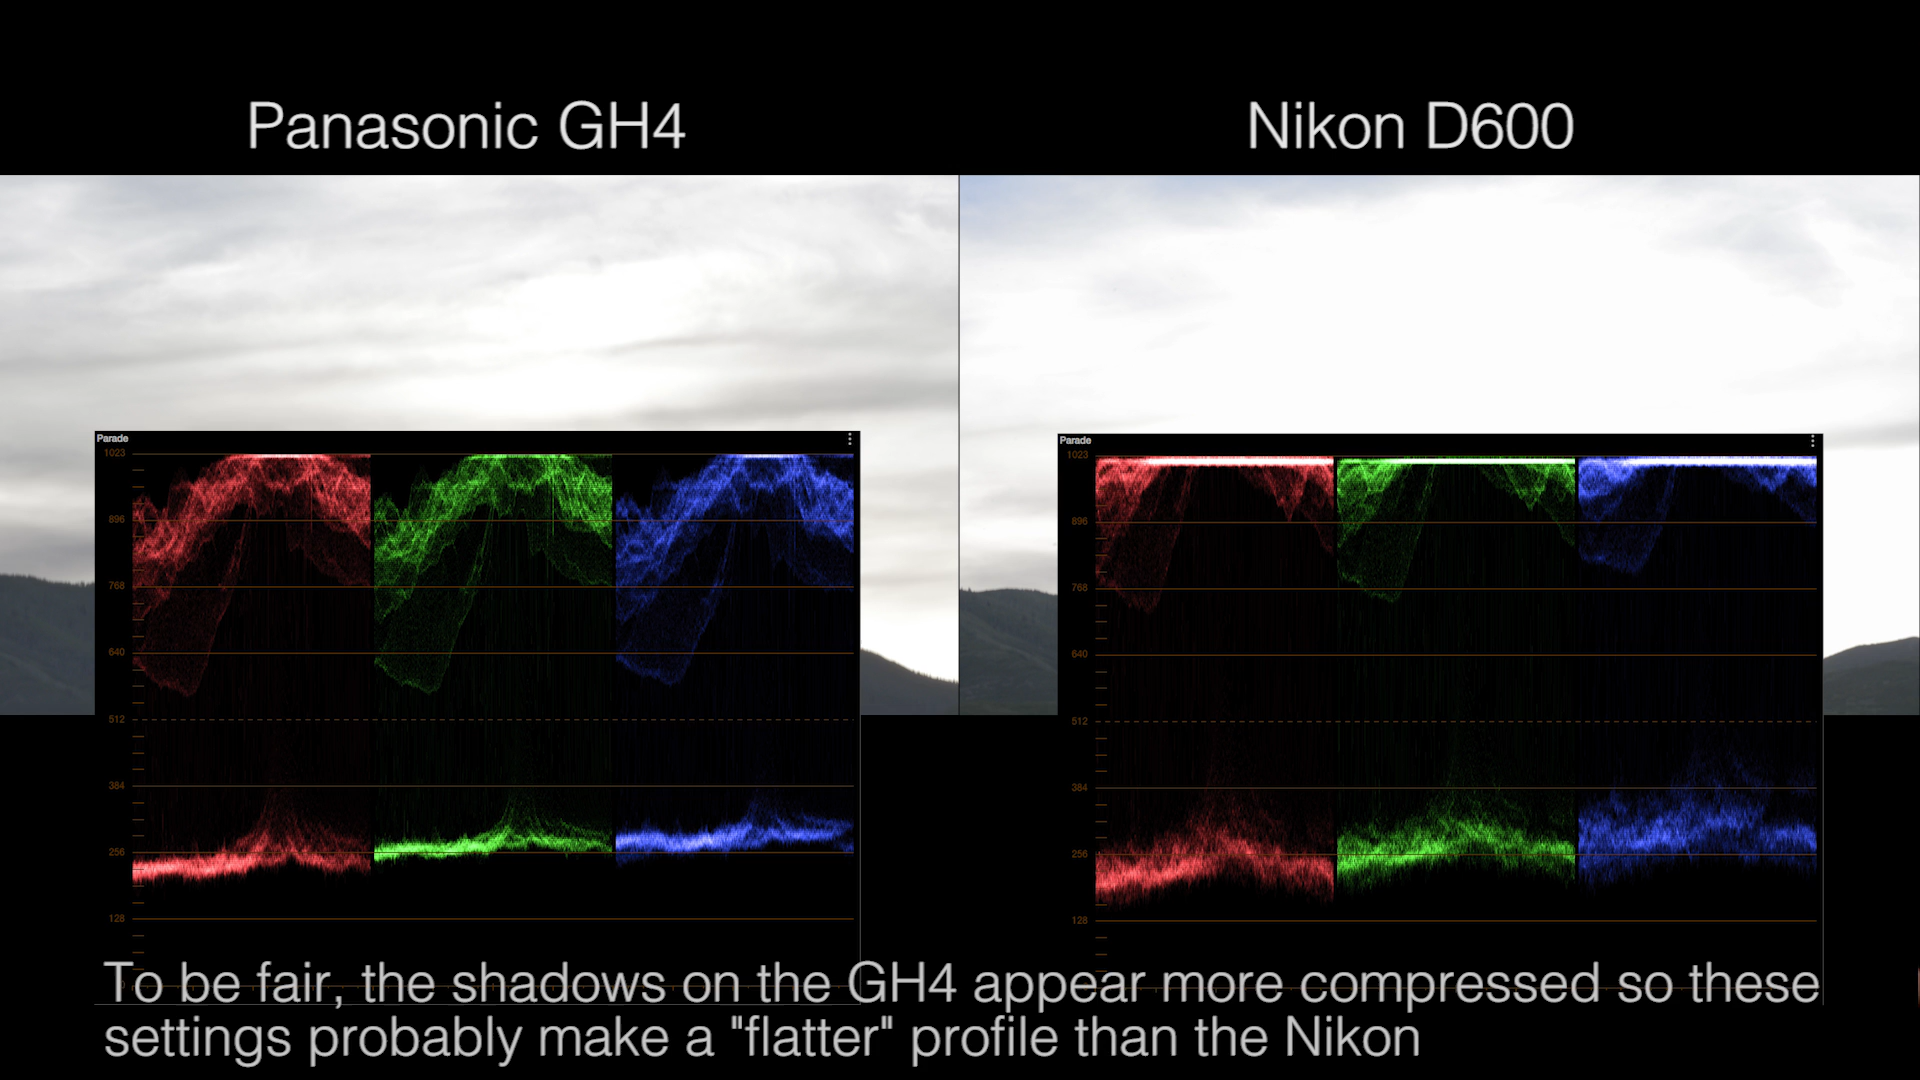 Panasonic GH4
Nikon D600
Parade
1023
896
768
640
512
384
256
128
Parade
1023
896
768
640
512
384
256
128
To be fair, the shadows on the GH4 appear more compressed so these
settings probably make a "flatter" profile than the Nikon